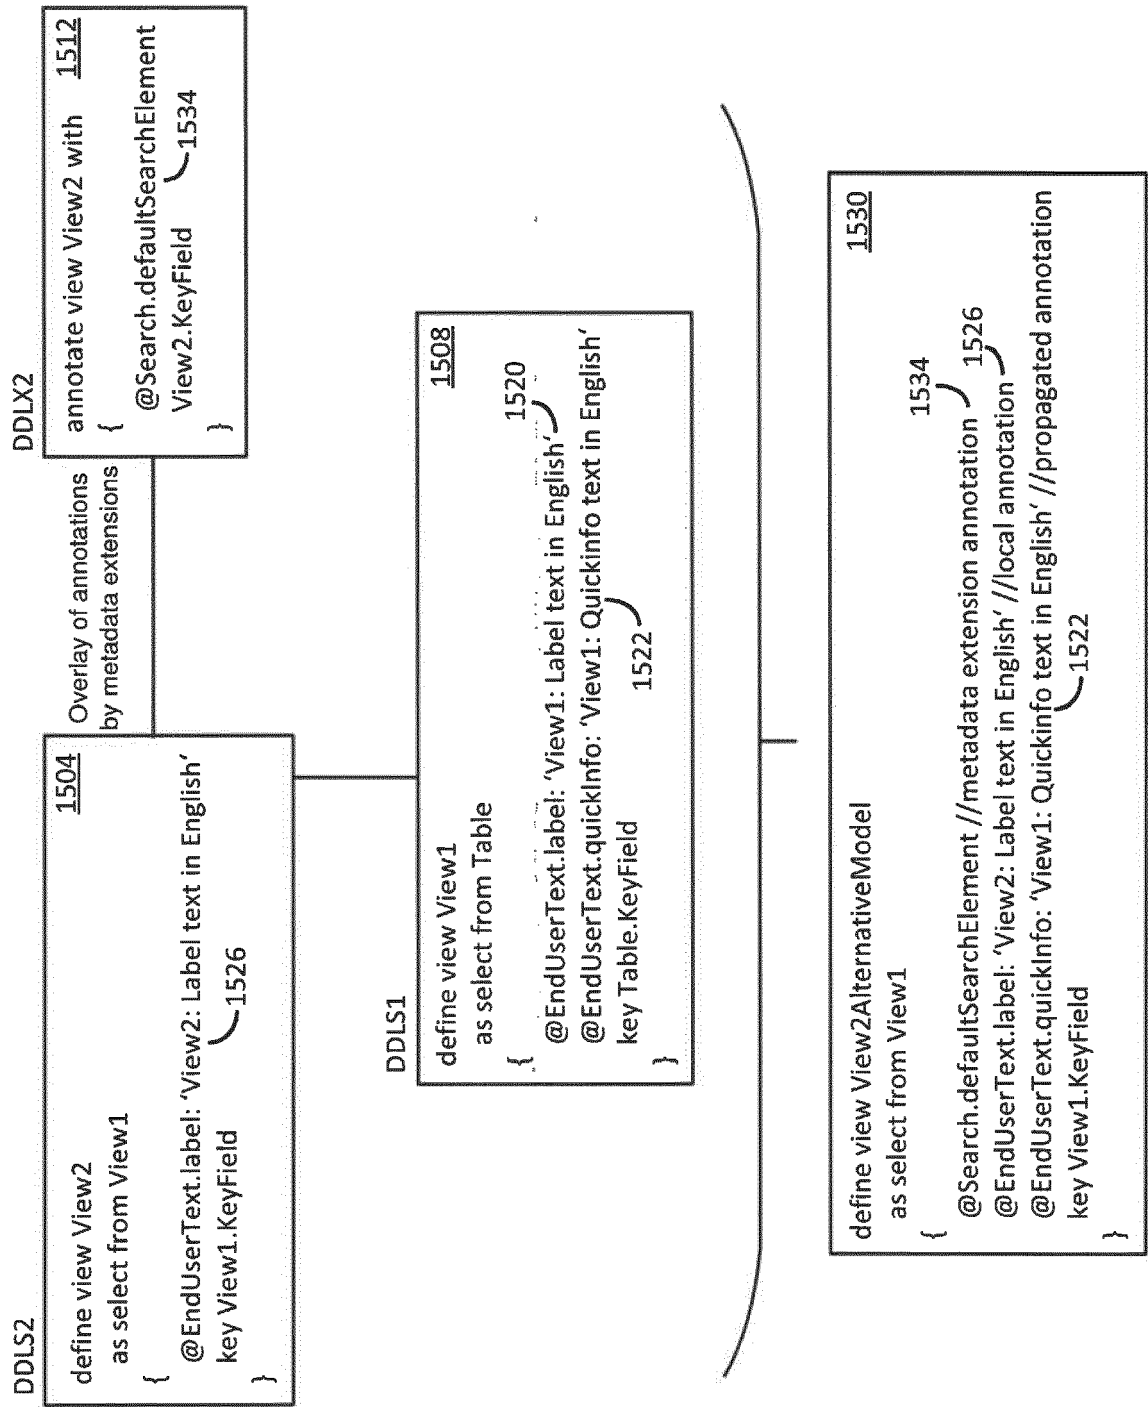 DDLS2
define view View2
1504
as select from View1
{
@EndUserText.label: ‘View2: Label text in English‘
1526
key View1.KeyField
}
Overlay of annotations
by metadata extensions
DDLX2
annotate view View2 with
1512
{
@Search.defaultSearchElement
View2.KeyField
1534
}
DDLS1
define view View1
1508
as select from Table
{
1520
@EndUserText.label: ‘View1: Label text in English‘
@EndUserText.quickInfo: ‘View1: Quickinfo text in English‘
key Table.KeyField
1522
}
define view View2AlternativeModel
1530
as select from View1
{
1534
@Search.defaultSearchElement //metadata extension annotation
1526
@EndUserText.label: ‘View2: Label text in English‘ //local annotation
@EndUserText.quickInfo: ‘View1: Quickinfo text in English‘ //propagated annotation
key View1.KeyField
1522
}